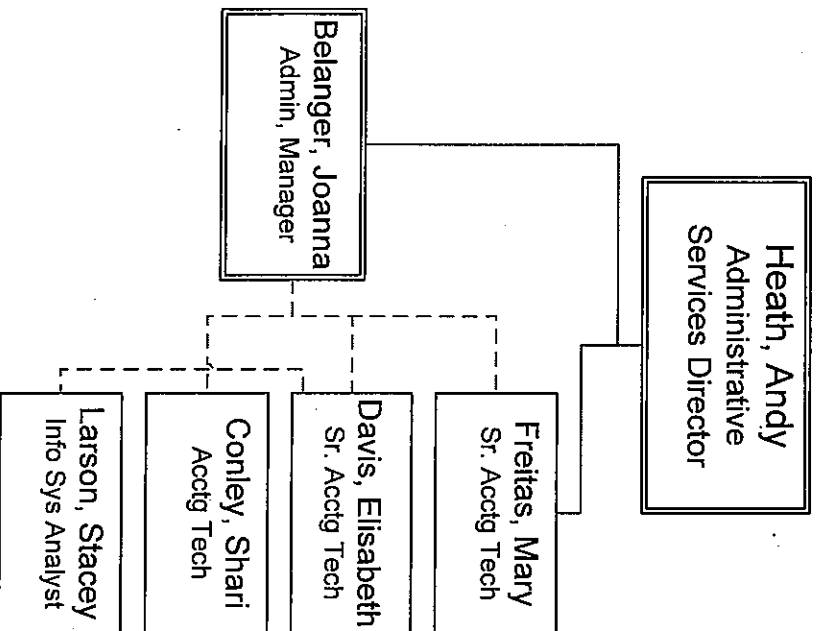 Heath, Andy
Administrative
Services Director
Belanger, Joanna
Admin, Manager
Freitas, Mary
Sr. Acctg Tech
Davis, Elisabeth
Sr. Acctg Tech
Conley, Shari
Acctg Tech
Larson, Stacey
Info Sys Analyst